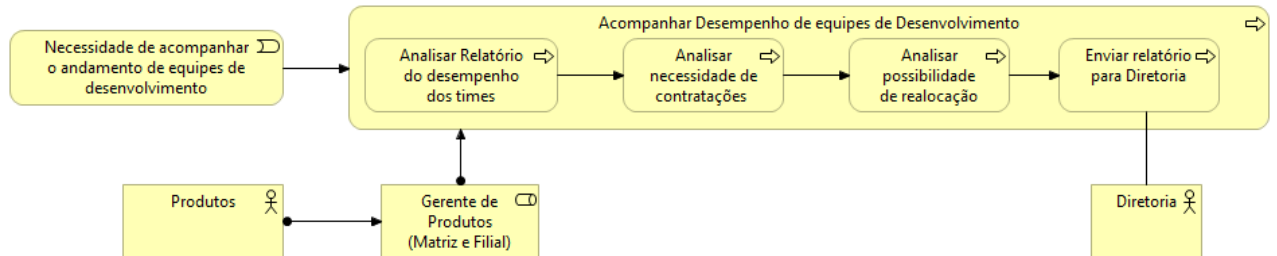 Acompanhar Desempenho de equipes de Desenvolvimento
Necessidade de acompanhar
o andamento de equipes de
desenvolvimento
Analisar Relatório
do desempenho
dos times
Analisar
necessidade de
contratações
Analisar
possibilidade
de realocação
Enviar relatório
para Diretoria
Produtos
Gerente de
Produtos
(Matriz e Filial)
Diretoria